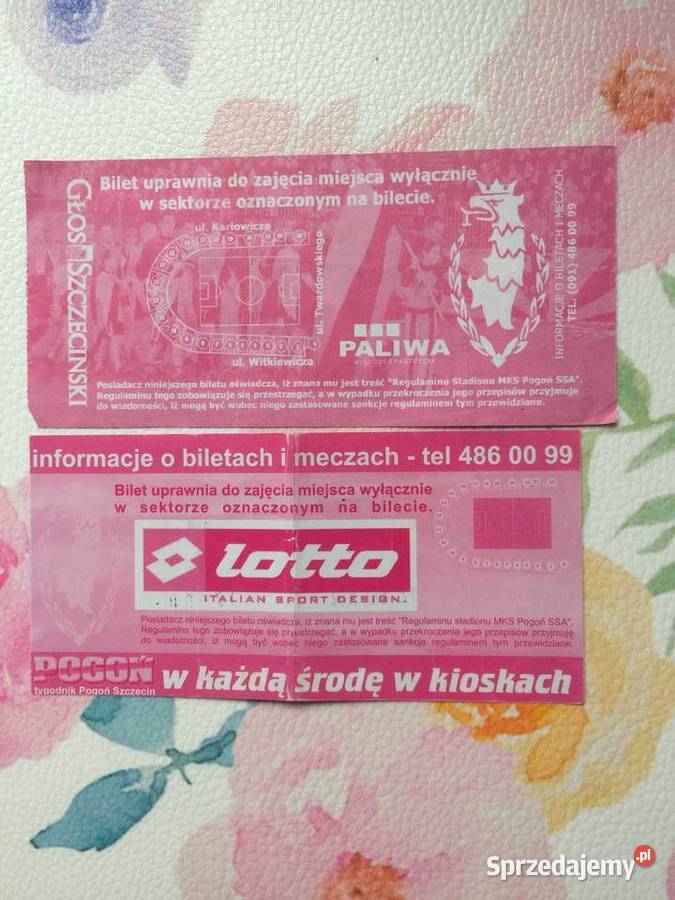 Bilet uprawnia do zajęcia miejsca wyłącznie
w sektorze oznaczonym na bilecie.
GŁOS SZCZECIŃSKI
ul. Karłowicza
ul. Twardowskiego
ul. Witkiewicza
PALIWA
INFORMACJE O BILETACH I MECZACH
TEL. (091) 486 00 99
Posiadacz niniejszego biletu oświadcza, iż znana mu jest treść "Regulaminu Stadionu MKS Pogoń SSA".
Regulaminu tego zobowiązuje się przestrzegać, a w wypadku przekroczenia jego przepisów przyjmuje
do wiadomości, iż mogą być wobec niego zastosowane sankcje regulaminem tym przewidziane.
informacje o biletach i meczach - tel 486 00 99
Bilet uprawnia do zajęcia miejsca wyłącznie
w sektorze oznaczonym na bilecie.
lotto
ITALIAN SPORT DESIGN
Posiadacz niniejszego biletu oświadcza, iż znana mu jest treść "Regulaminu stadionu MKS Pogoń SSA".
Regulaminu tego zobowiązuje się przestrzegać, a w wypadku przekroczenia jego przepisów przyjmuję
do wiadomości, iż mogą być wobec niego zastosowane sankcje regulaminem tym przewidziane.
POGOŃ
tygodnik Pogoń Szczecin
w każdą środę w kioskach
Sprzedajemy.pl